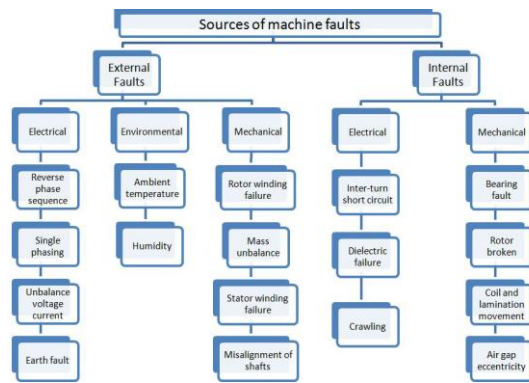 Sources of machine faults
External
Faults
Internal
Faults
Electrical
Environmental
Mechanical
Electrical
Mechanical
Reverse
phase
sequence
Ambient
temperature
Rotor winding
failure
Inter-turn
short circuit
Bearing
fault
Single
phasing
Humidity
Mass
unbalance
Dielectric
failure
Rotor
broken
Unbalance
voltage
current
Stator winding
failure
Crawling
Coil and
lamination
movement
Earth fault
Misalignment of
shafts
Air gap
eccentricity